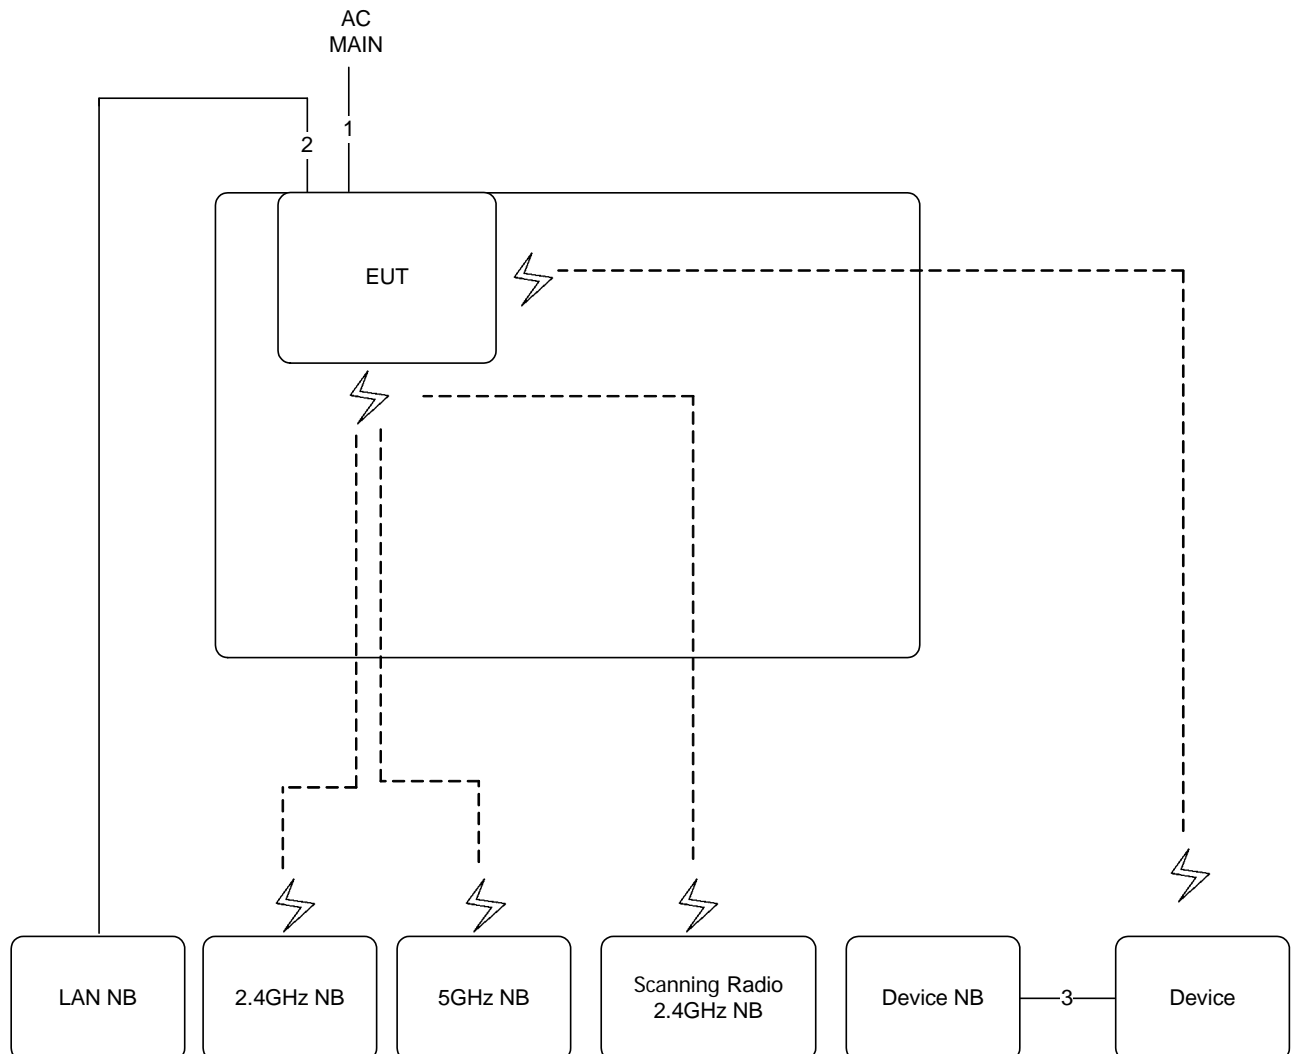 AC
MAIN
1
2
EUT
LAN NB
2.4GHz NB
5GHz NB
Scanning Radio
2.4GHz NB
Device NB
3
Device